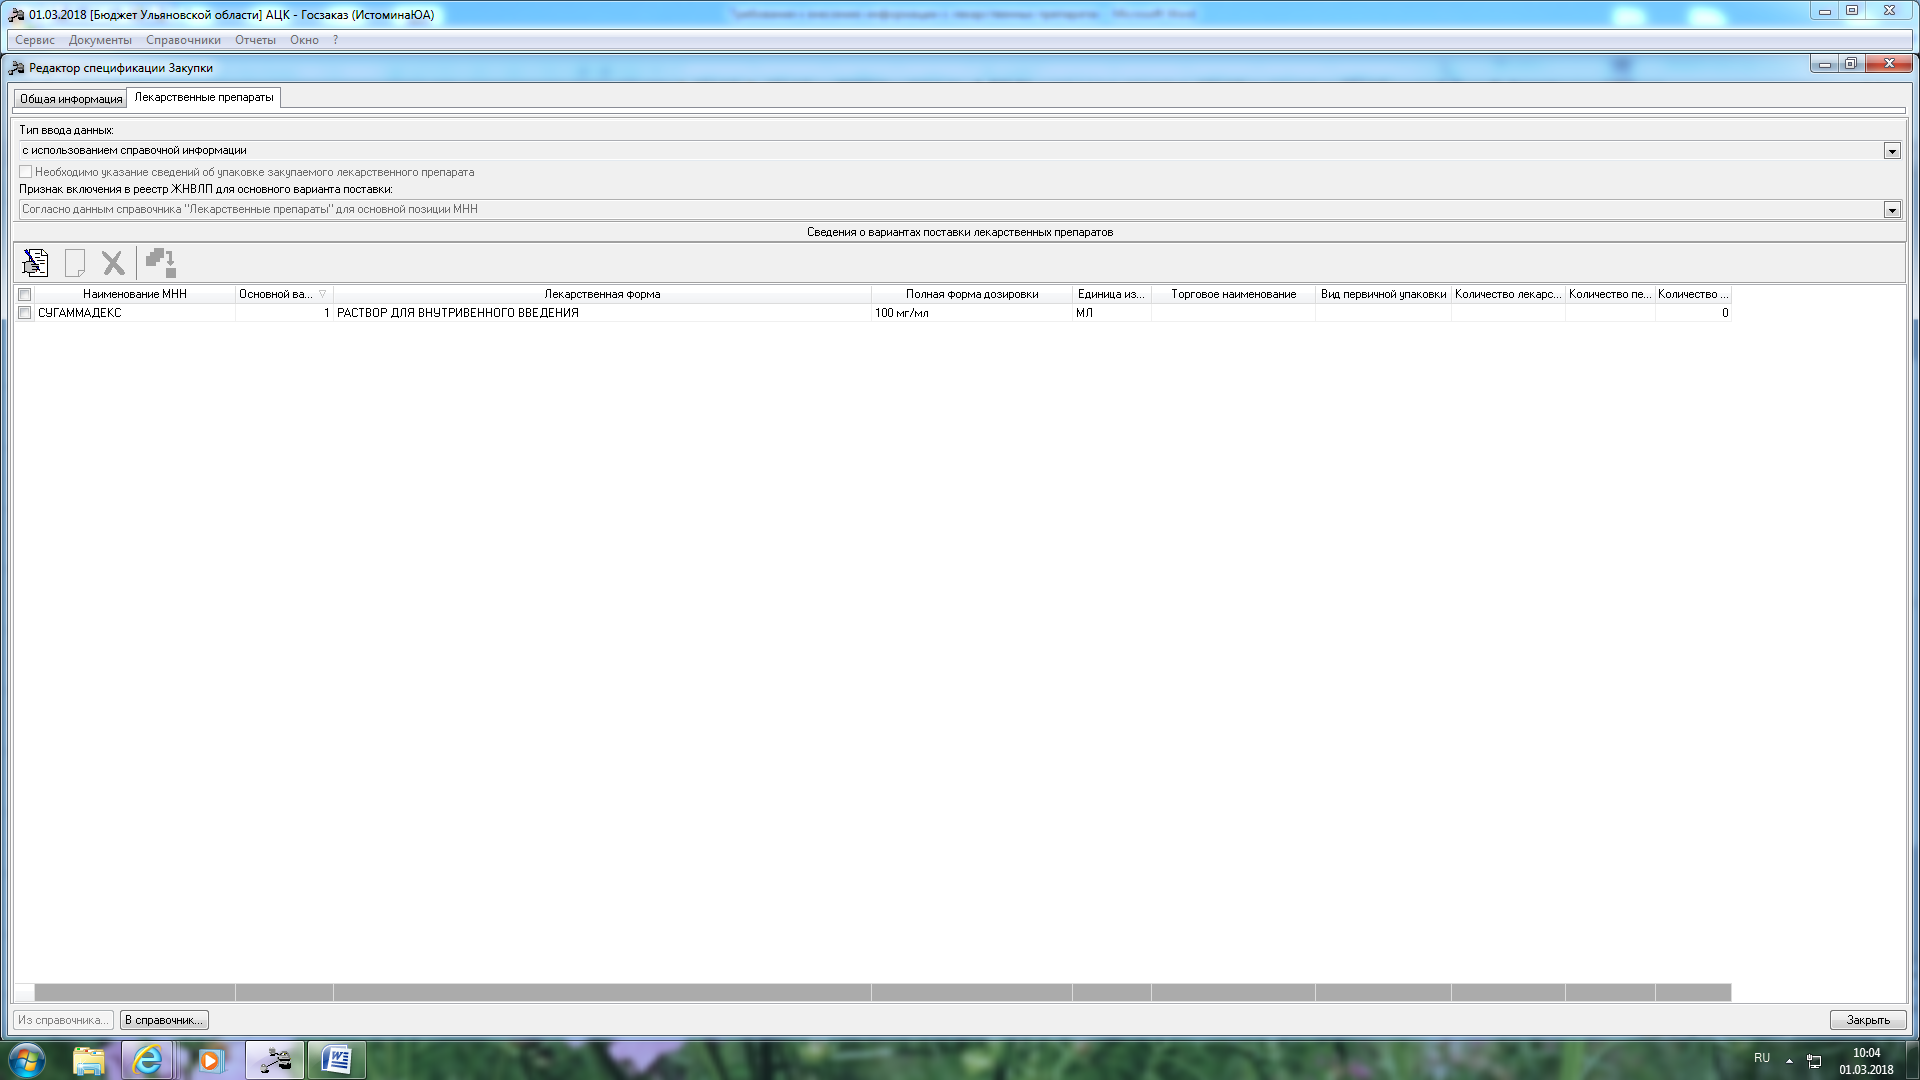 01.03.2018 [Бюджет Ульяновской области] АЦК - Госзаказ (ИстоминаЮА)
Сервис Документы Справочники Отчеты Окно ?
Редактор спецификации Закупки
Общая информация Лекарственные препараты
Тип ввода данных:
с использованием справочной информации
Необходимо указание сведений об упаковке закупаемого лекарственного препарата
Признак включения в реестр ЖНВЛП для основного варианта поставки:
Согласно данным справочника "Лекарственные препараты" для основной позиции МНН
Сведения о вариантах поставки лекарственных препаратов
Наименование МНН Основной ва... Лекарственная форма Полная форма дозировки Единица из... Торговое наименование Вид первичной упаковки Количество лекарс... Количество пе... Количество ...
СУГАММАДЕКС 1 РАСТВОР ДЛЯ ВНУТРИВЕННОГО ВВЕДЕНИЯ 100 мг/мл МЛ 0
Из справочника... В справочник... Закрыть
RU 10:04
01.03.2018